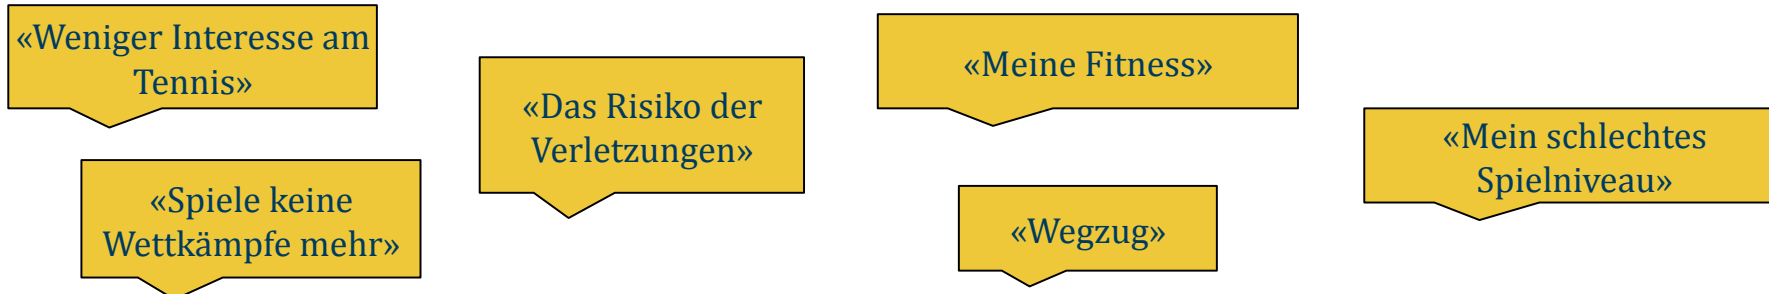 «Weniger Interesse am
Tennis»
«Das Risiko der
Verletzungen»
«Meine Fitness»
«Mein schlechtes
Spielniveau»
«Spiele keine
Wettkämpfe mehr»
«Wegzug»